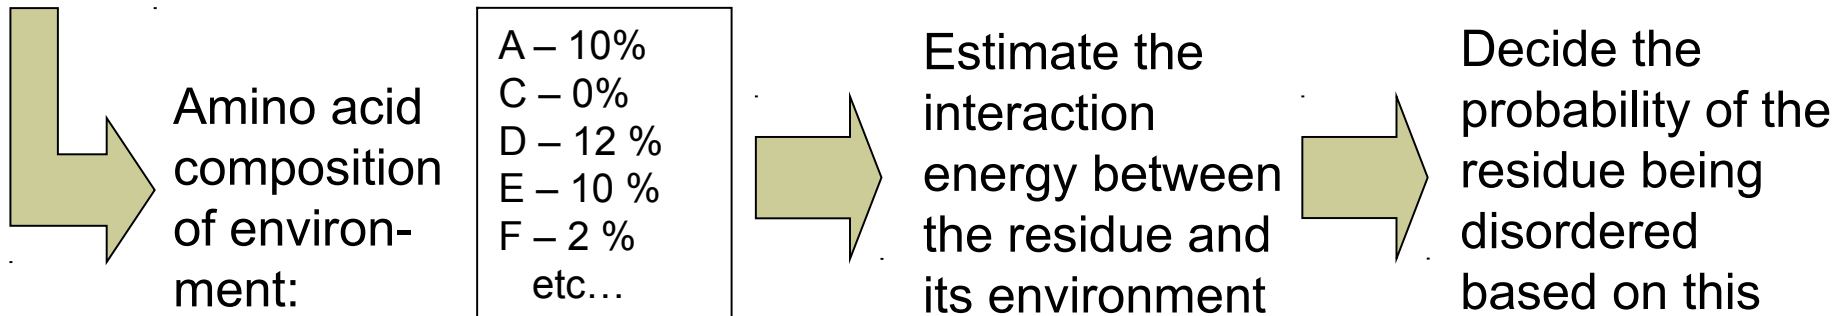 Amino acid
composition
of environ-
ment:
A – 10%
C – 0%
D – 12 %
E – 10 %
F – 2 %
etc…
Estimate the
interaction
energy between
the residue and
its environment
Decide the
probability of the
residue being
disordered
based on this